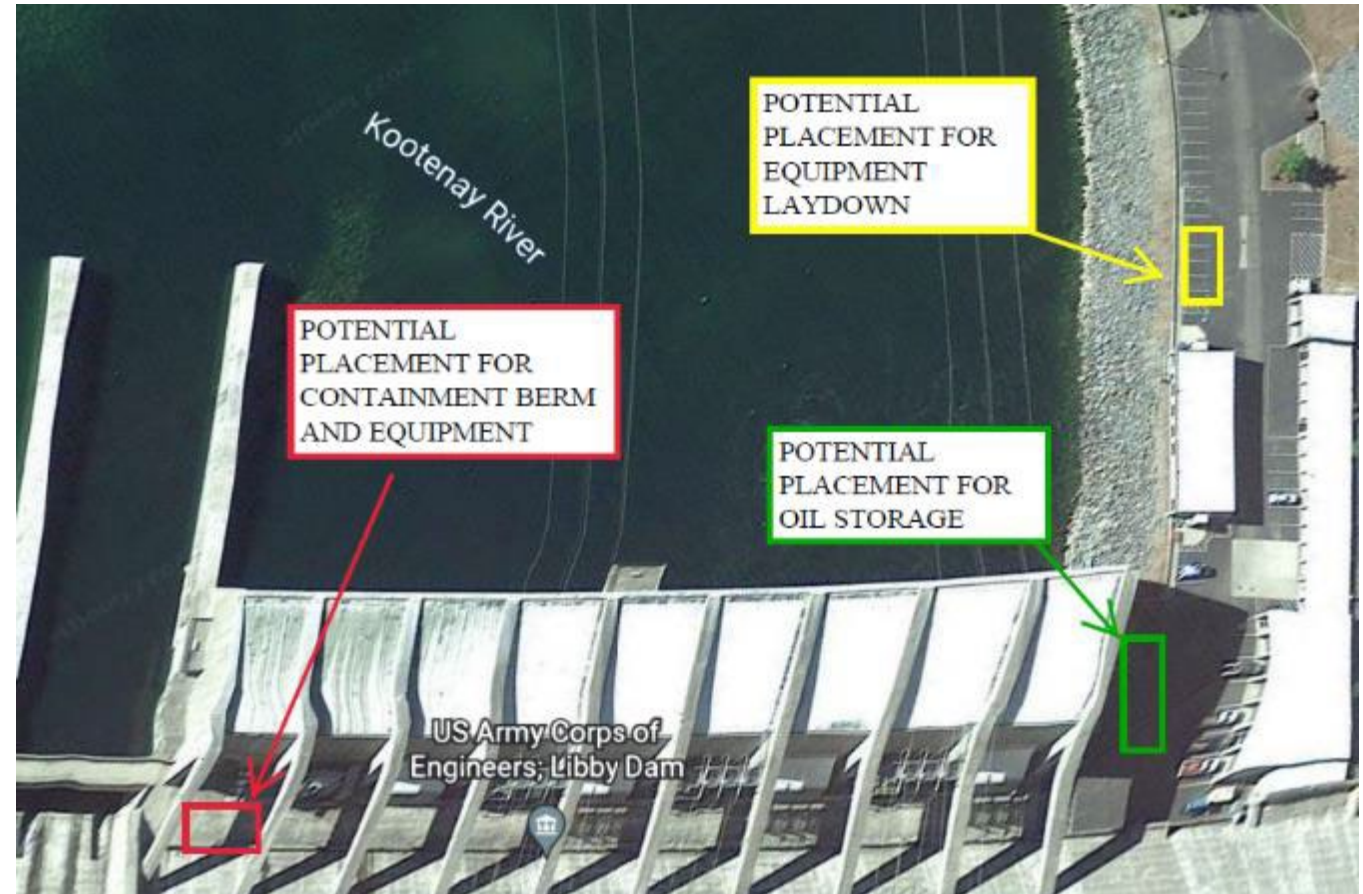 Kootenay River
POTENTIAL
PLACEMENT FOR
EQUIPMENT
LAYDOWN
POTENTIAL
PLACEMENT FOR
CONTAINMENT BERM
AND EQUIPMENT
POTENTIAL
PLACEMENT FOR
OIL STORAGE
US Army Corps of
Engineers; Libby Dam